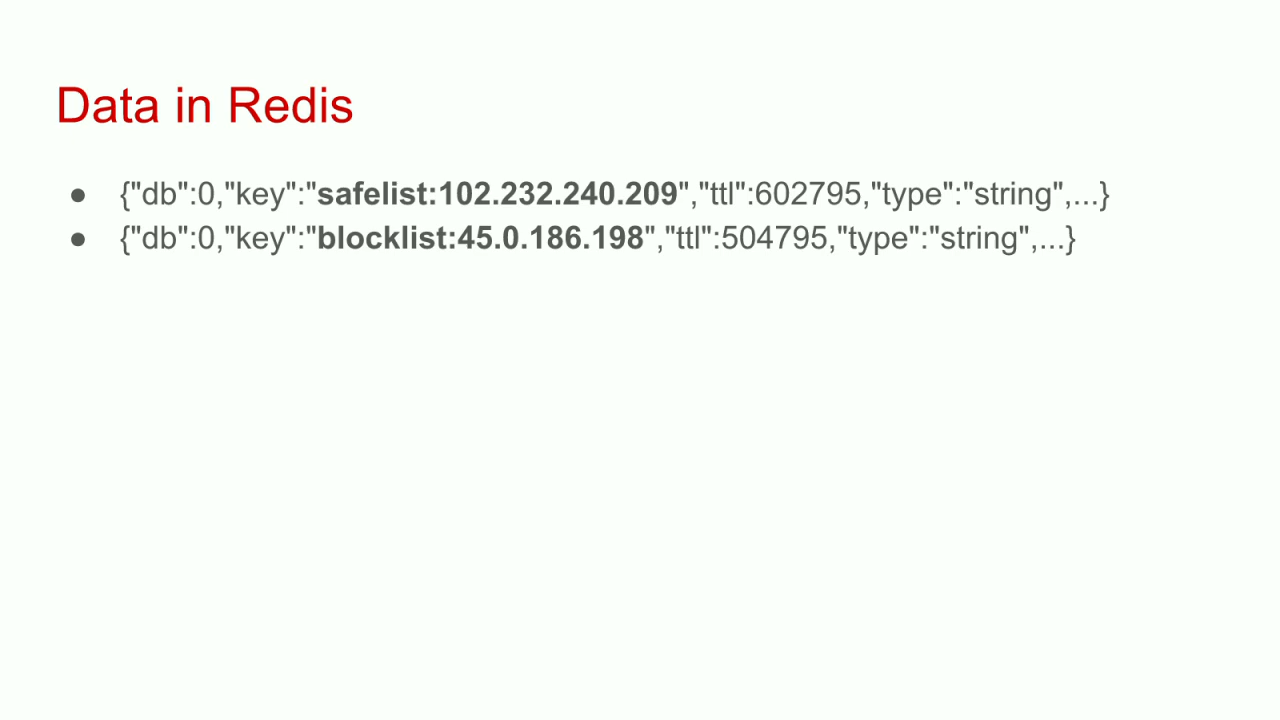 Data in Redis
● {"db":0,"key":"safelist:102.232.240.209","ttl":602795,"type":"string",...}
● {"db":0,"key":"blocklist:45.0.186.198","ttl":504795,"type":"string",...}